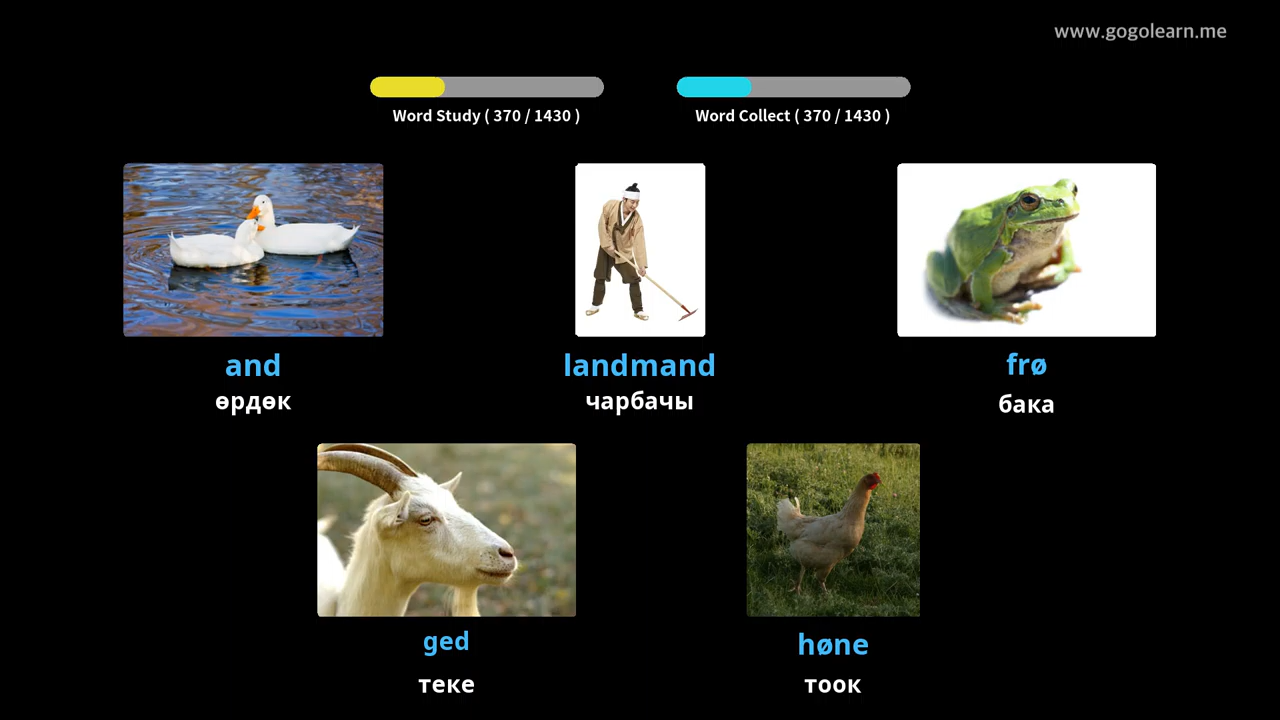 www.gogolearn.me
Word Study ( 370 / 1430 )
Word Collect ( 370 / 1430 )
and
өрдөк
landmand
чарбачы
frø
бака
ged
теке
høne
тоок